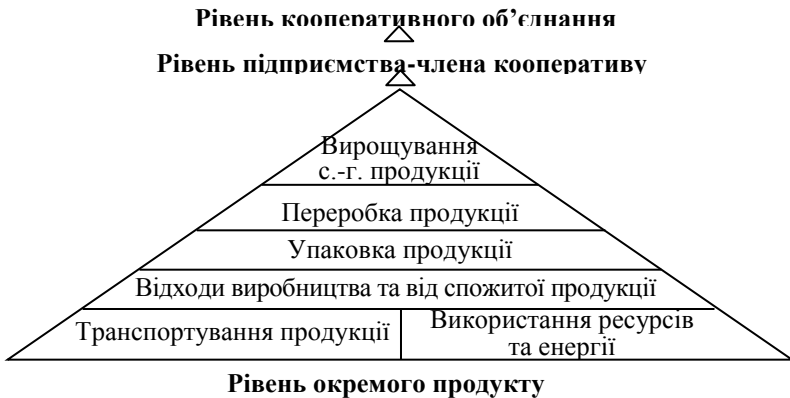 Рівень кооперативного об’єднання
Рівень підприємства-члена кооперативу
Вирощування
с.-г. продукції
Переробка продукції
Упаковка продукції
Відходи виробництва та від спожитої продукції
Транспортування продукції
Використання ресурсів
та енергії
Рівень окремого продукту